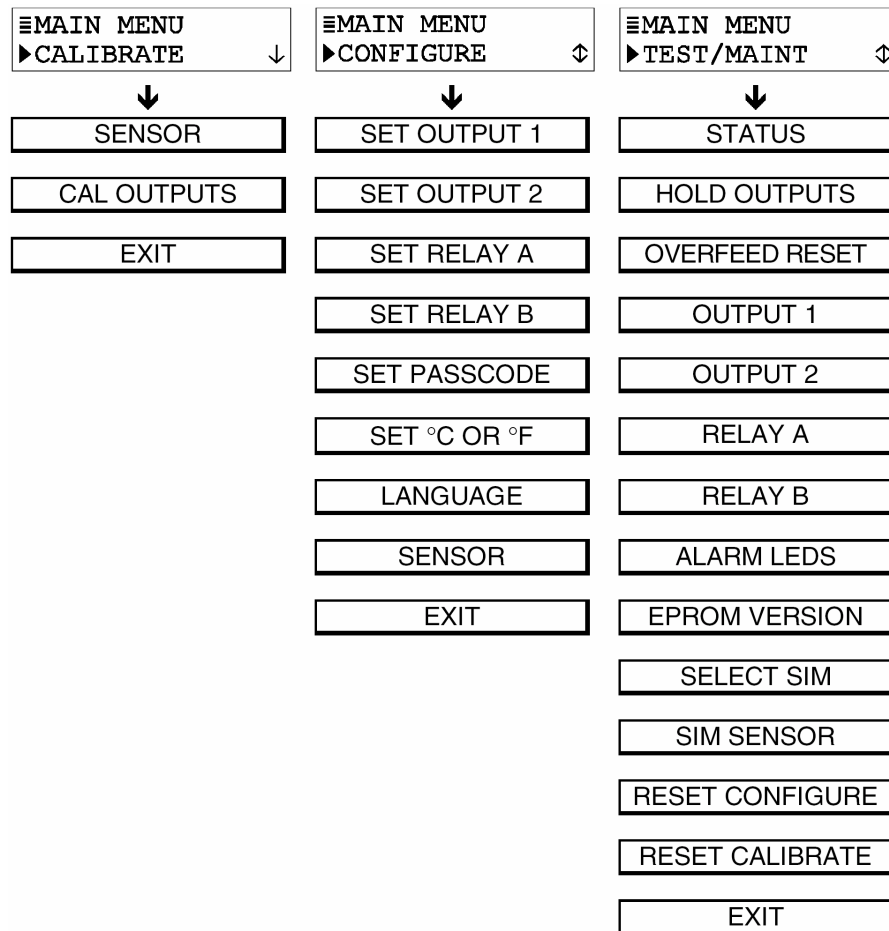 ≣MAIN MENU
▶CALIBRATE ↓
SENSOR
CAL OUTPUTS
EXIT
≣MAIN MENU
▶CONFIGURE ↕
SET OUTPUT 1
SET OUTPUT 2
SET RELAY A
SET RELAY B
SET PASSCODE
SET °C OR °F
LANGUAGE
SENSOR
EXIT
≣MAIN MENU
▶TEST/MAINT ↕
STATUS
HOLD OUTPUTS
OVERFEED RESET
OUTPUT 1
OUTPUT 2
RELAY A
RELAY B
ALARM LEDS
EPROM VERSION
SELECT SIM
SIM SENSOR
RESET CONFIGURE
RESET CALIBRATE
EXIT